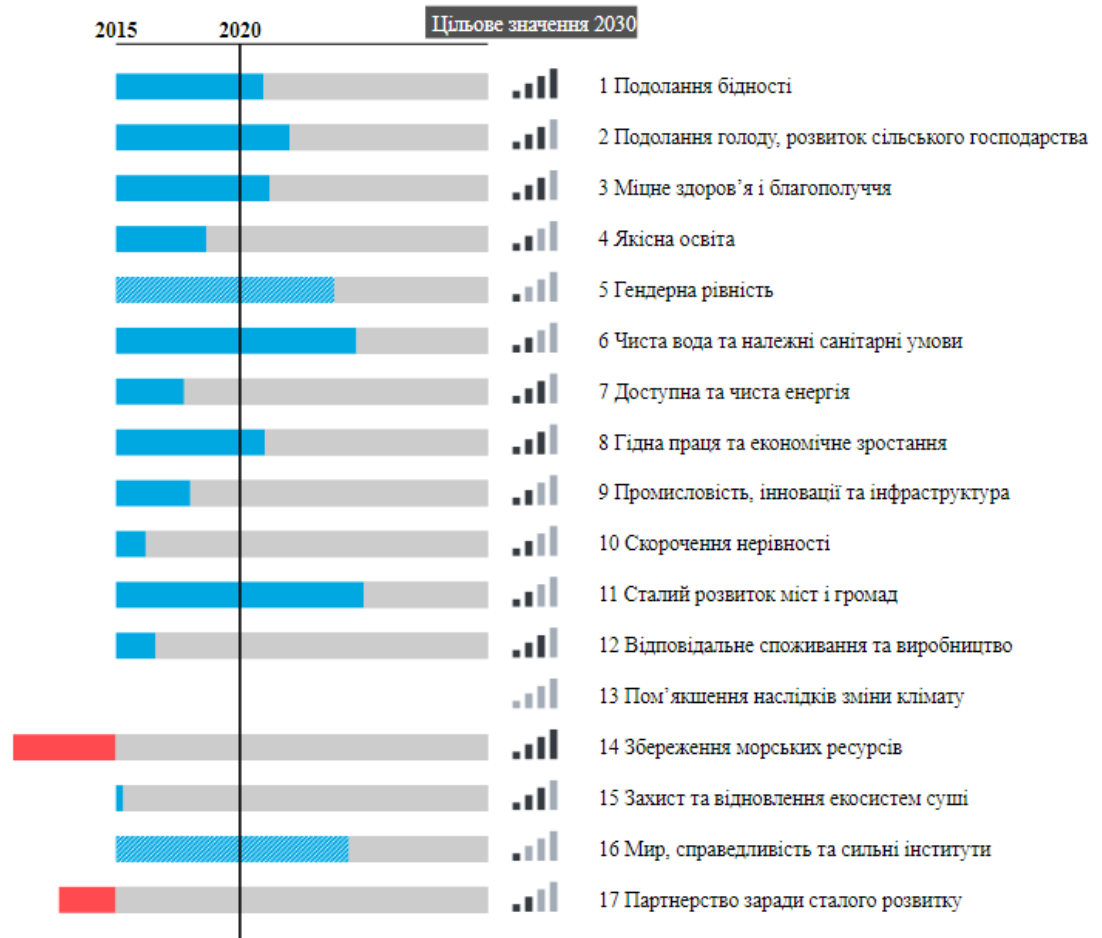 2015 2020 Цільове значення 2030
1 Подолання бідності
2 Подолання голоду, розвиток сільського господарства
3 Міцне здоров’я і благополуччя
4 Якісна освіта
5 Гендерна рівність
6 Чиста вода та належні санітарні умови
7 Доступна та чиста енергія
8 Гідна праця та економічне зростання
9 Промисловість, інновації та інфраструктура
10 Скорочення нерівності
11 Сталий розвиток міст і громад
12 Відповідальне споживання та виробництво
13 Пом’якшення наслідків зміни клімату
14 Збереження морських ресурсів
15 Захист та відновлення екосистем суші
16 Мир, справедливість та сильні інститути
17 Партнерство заради сталого розвитку